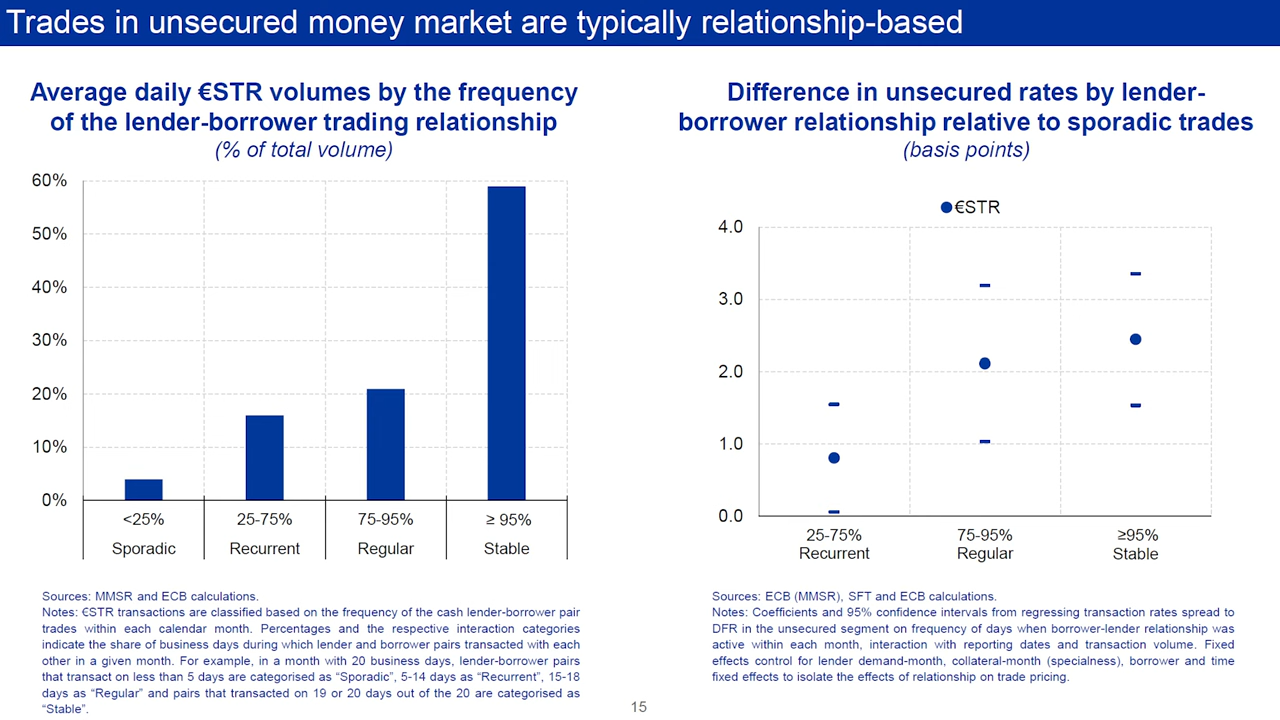 Trades in unsecured money market are typically relationship-based
Average daily €STR volumes by the frequency
of the lender-borrower trading relationship
(% of total volume)
60%
50%
40%
30%
20%
10%
0%
<25%
25-75%
75-95%
≥ 95%
Sporadic
Recurrent
Regular
Stable
Sources: MMSR and ECB calculations.
Notes: €STR transactions are classified based on the frequency of the cash lender-borrower pair
trades within each calendar month. Percentages and the respective interaction categories
indicate the share of business days during which lender and borrower pairs transacted with each
other in a given month. For example, in a month with 20 business days, lender-borrower pairs
that transact on less than 5 days are categorised as “Sporadic”, 5-14 days as “Recurrent”, 15-18
days as “Regular” and pairs that transacted on 19 or 20 days out of the 20 are categorised as
“Stable”.
Difference in unsecured rates by lender-
borrower relationship relative to sporadic trades
(basis points)
€STR
4.0
3.0
2.0
1.0
0.0
25-75%
Recurrent
75-95%
Regular
≥95%
Stable
Sources: ECB (MMSR), SFT and ECB calculations.
Notes: Coefficients and 95% confidence intervals from regressing transaction rates spread to
DFR in the unsecured segment on frequency of days when borrower-lender relationship was
active within each month, interaction with reporting dates and transaction volume. Fixed
effects control for lender demand-month, collateral-month (specialness), borrower and time
fixed effects to isolate the effects of relationship on trade pricing.
15